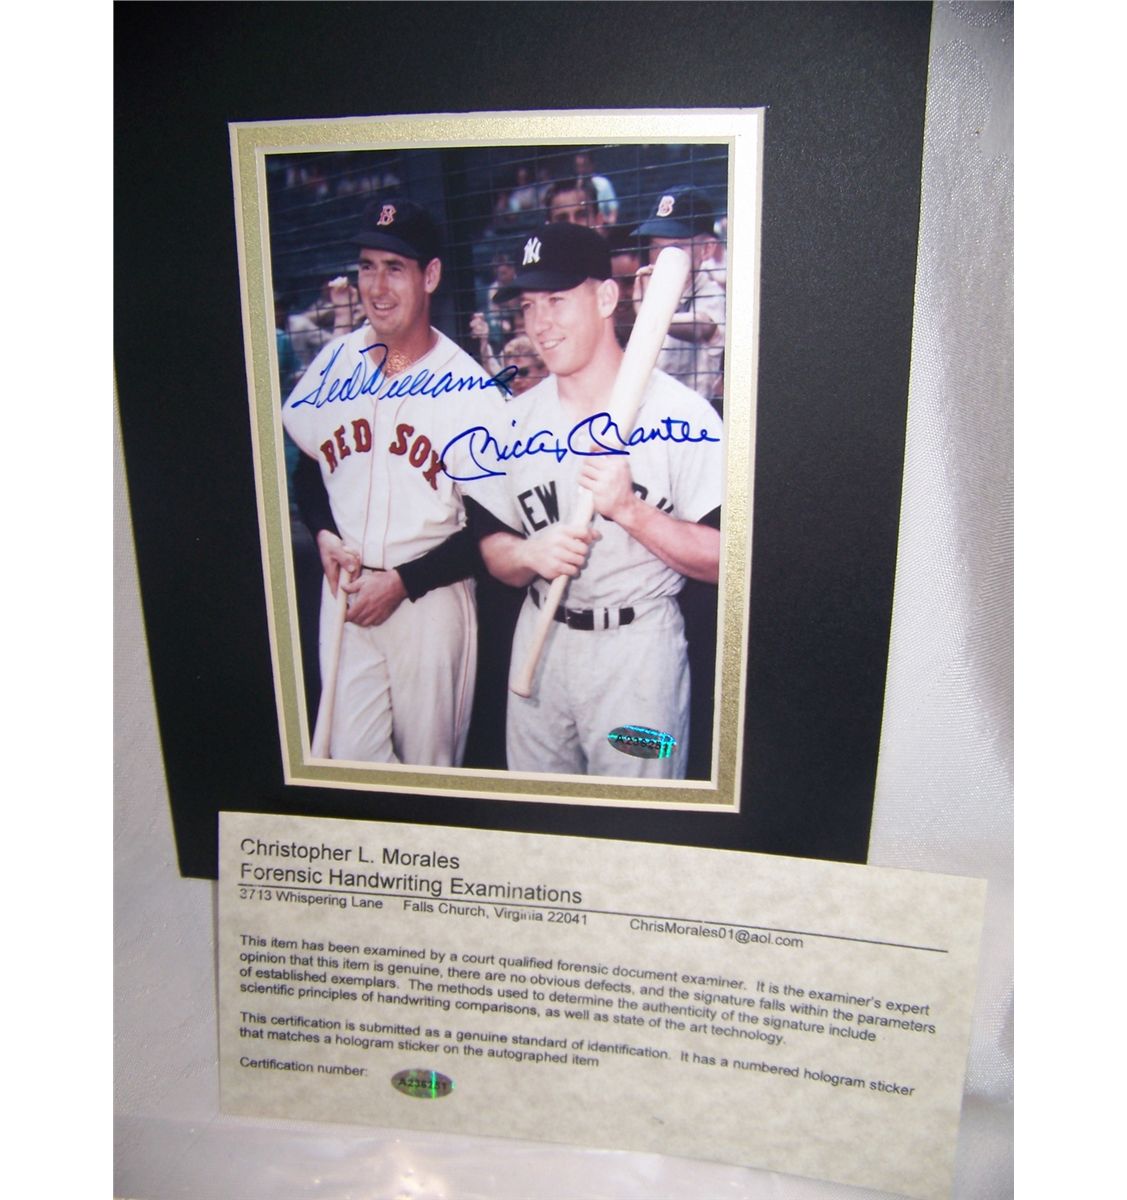 B
NY
B
Ted Williams
Mickey Mantle
RED SOX
NEW
A236251
Christopher L. Morales
Forensic Handwriting Examinations
3713 Whispering Lane Falls Church, Virginia 22041 ChrisMorales01@aol.com
This item has been examined by a court qualified forensic document examiner. It is the examiner's expert
opinion that this item is genuine, there are no obvious defects, and the signature falls within the parameters
of established exemplars. The methods used to determine the authenticity of the signature include
scientific principles of handwriting comparisons, as well as state of the art technology.
This certification is submitted as a genuine standard of identification. It has a numbered hologram sticker
that matches a hologram sticker on the autographed item
Certification number: A236251